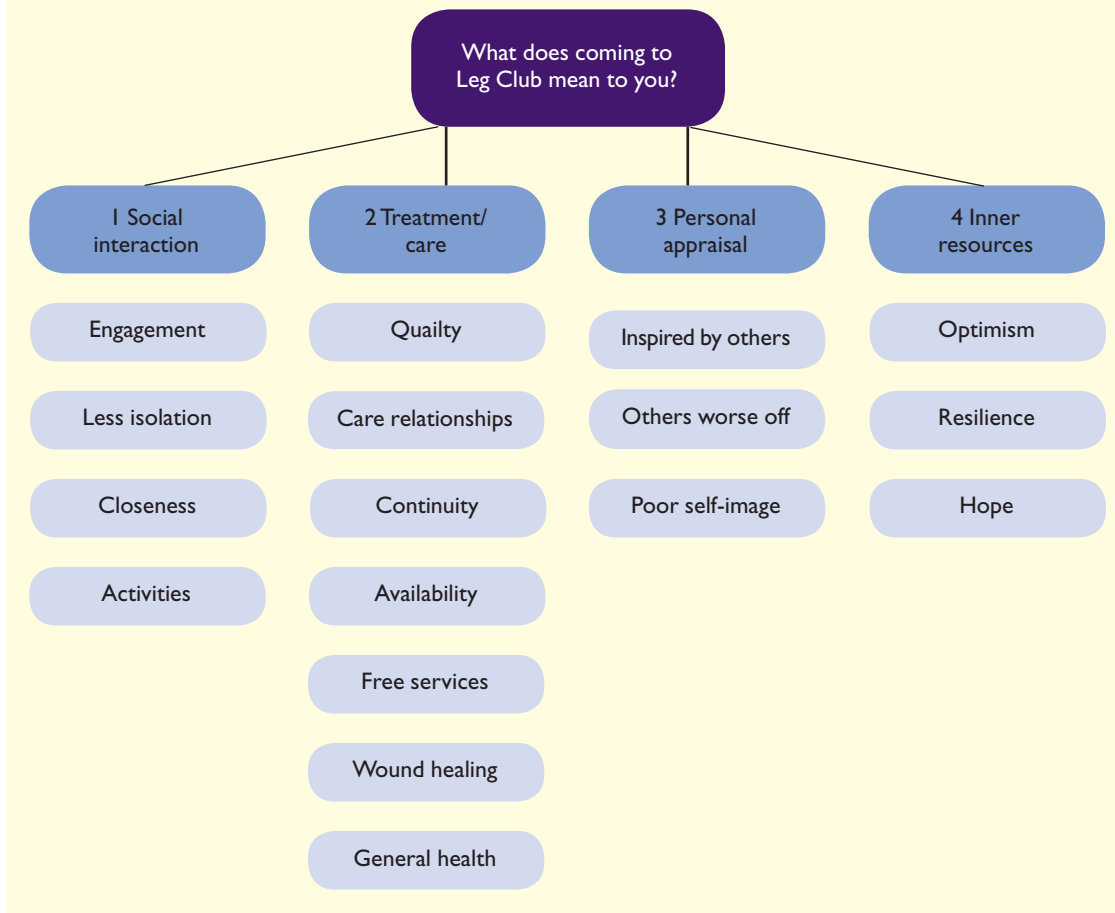 What does coming to
Leg Club mean to you?
1 Social
interaction
Engagement
Less isolation
Closeness
Activities
2 Treatment/
care
Quailty
Care relationships
Continuity
Availability
Free services
Wound healing
General health
3 Personal
appraisal
Inspired by others
Others worse off
Poor self-image
4 Inner
resources
Optimism
Resilience
Hope